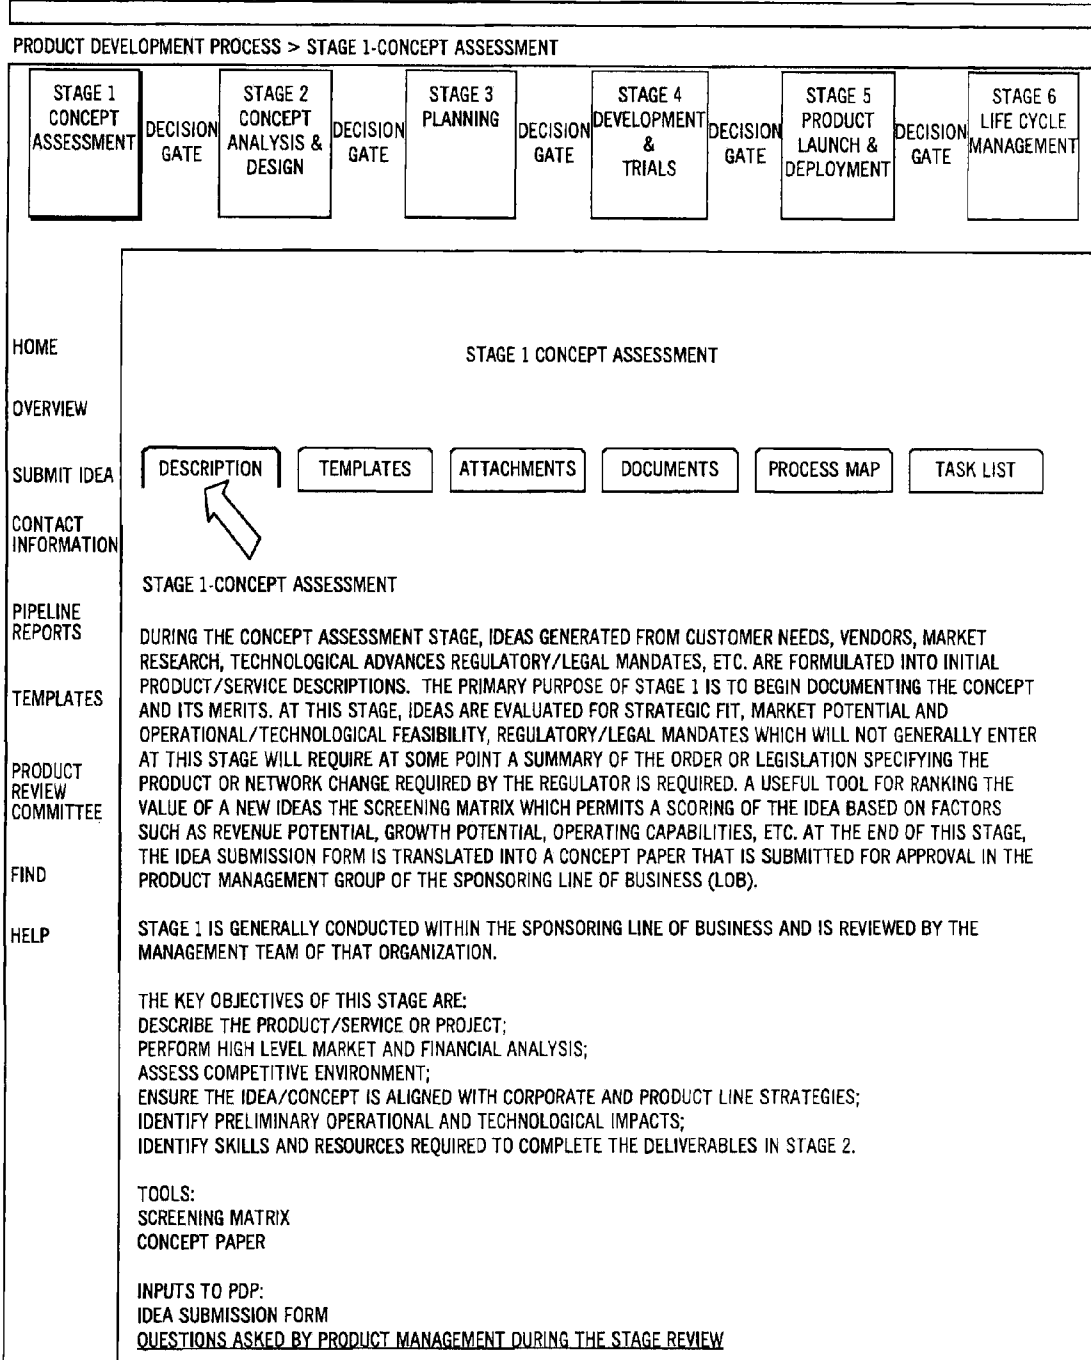 PRODUCT DEVELOPMENT PROCESS > STAGE 1-CONCEPT ASSESSMENT
STAGE 1
CONCEPT
ASSESSMENT
DECISION
GATE
STAGE 2
CONCEPT
ANALYSIS &
DESIGN
DECISION
GATE
STAGE 3
PLANNING
DECISION
GATE
STAGE 4
DEVELOPMENT
&
TRIALS
DECISION
GATE
STAGE 5
PRODUCT
LAUNCH &
DEPLOYMENT
DECISION
GATE
STAGE 6
LIFE CYCLE
MANAGEMENT
HOME
OVERVIEW
SUBMIT IDEA
CONTACT
INFORMATION
PIPELINE
REPORTS
TEMPLATES
PRODUCT
REVIEW
COMMITTEE
FIND
HELP
STAGE 1 CONCEPT ASSESSMENT
DESCRIPTION
TEMPLATES
ATTACHMENTS
DOCUMENTS
PROCESS MAP
TASK LIST
STAGE 1-CONCEPT ASSESSMENT
DURING THE CONCEPT ASSESSMENT STAGE, IDEAS GENERATED FROM CUSTOMER NEEDS, VENDORS, MARKET
RESEARCH, TECHNOLOGICAL ADVANCES REGULATORY/LEGAL MANDATES, ETC. ARE FORMULATED INTO INITIAL
PRODUCT/SERVICE DESCRIPTIONS. THE PRIMARY PURPOSE OF STAGE 1 IS TO BEGIN DOCUMENTING THE CONCEPT
AND ITS MERITS. AT THIS STAGE, IDEAS ARE EVALUATED FOR STRATEGIC FIT, MARKET POTENTIAL AND
OPERATIONAL/TECHNOLOGICAL FEASIBILITY, REGULATORY/LEGAL MANDATES WHICH WILL NOT GENERALLY ENTER
AT THIS STAGE WILL REQUIRE AT SOME POINT A SUMMARY OF THE ORDER OR LEGISLATION SPECIFYING THE
PRODUCT OR NETWORK CHANGE REQUIRED BY THE REGULATOR IS REQUIRED. A USEFUL TOOL FOR RANKING THE
VALUE OF A NEW IDEAS THE SCREENING MATRIX WHICH PERMITS A SCORING OF THE IDEA BASED ON FACTORS
SUCH AS REVENUE POTENTIAL, GROWTH POTENTIAL, OPERATING CAPABILITIES, ETC. AT THE END OF THIS STAGE,
THE IDEA SUBMISSION FORM IS TRANSLATED INTO A CONCEPT PAPER THAT IS SUBMITTED FOR APPROVAL IN THE
PRODUCT MANAGEMENT GROUP OF THE SPONSORING LINE OF BUSINESS (LOB).
STAGE 1 IS GENERALLY CONDUCTED WITHIN THE SPONSORING LINE OF BUSINESS AND IS REVIEWED BY THE
MANAGEMENT TEAM OF THAT ORGANIZATION.
THE KEY OBJECTIVES OF THIS STAGE ARE:
DESCRIBE THE PRODUCT/SERVICE OR PROJECT;
PERFORM HIGH LEVEL MARKET AND FINANCIAL ANALYSIS;
ASSESS COMPETITIVE ENVIRONMENT;
ENSURE THE IDEA/CONCEPT IS ALIGNED WITH CORPORATE AND PRODUCT LINE STRATEGIES;
IDENTIFY PRELIMINARY OPERATIONAL AND TECHNOLOGICAL IMPACTS;
IDENTIFY SKILLS AND RESOURCES REQUIRED TO COMPLETE THE DELIVERABLES IN STAGE 2.
TOOLS:
SCREENING MATRIX
CONCEPT PAPER
INPUTS TO PDP:
IDEA SUBMISSION FORM
QUESTIONS ASKED BY PRODUCT MANAGEMENT DURING THE STAGE REVIEW